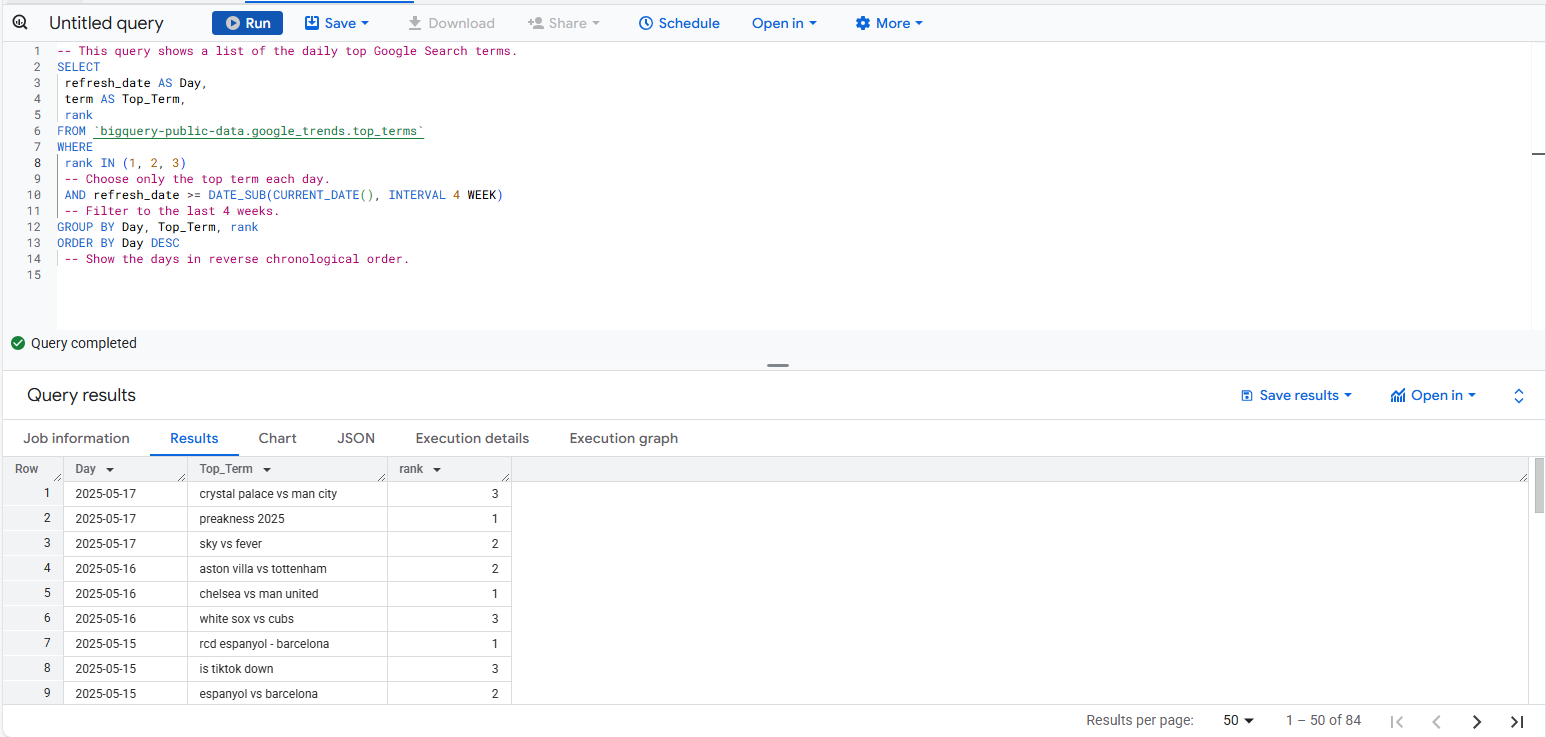 Untitled query Run Save Download Share Schedule Open in More
1 -- This query shows a list of the daily top Google Search terms.
2 SELECT
3 refresh_date AS Day,
4 term AS Top_Term,
5 rank
6 FROM `bigquery-public-data.google_trends.top_terms`
7 WHERE
8 rank IN (1, 2, 3)
9 -- Choose only the top term each day.
10 AND refresh_date >= DATE_SUB(CURRENT_DATE(), INTERVAL 4 WEEK)
11 -- Filter to the last 4 weeks.
12 GROUP BY Day, Top_Term, rank
13 ORDER BY Day DESC
14 -- Show the days in reverse chronological order.
15
Query completed
Query results Save results Open in
Job information Results Chart JSON Execution details Execution graph
Row Day Top_Term rank
1 2025-05-17 crystal palace vs man city 3
2 2025-05-17 preakness 2025 1
3 2025-05-17 sky vs fever 2
4 2025-05-16 aston villa vs tottenham 2
5 2025-05-16 chelsea vs man united 1
6 2025-05-16 white sox vs cubs 3
7 2025-05-15 rcd espanyol - barcelona 1
8 2025-05-15 is tiktok down 3
9 2025-05-15 espanyol vs barcelona 2
Results per page: 50 1 – 50 of 84